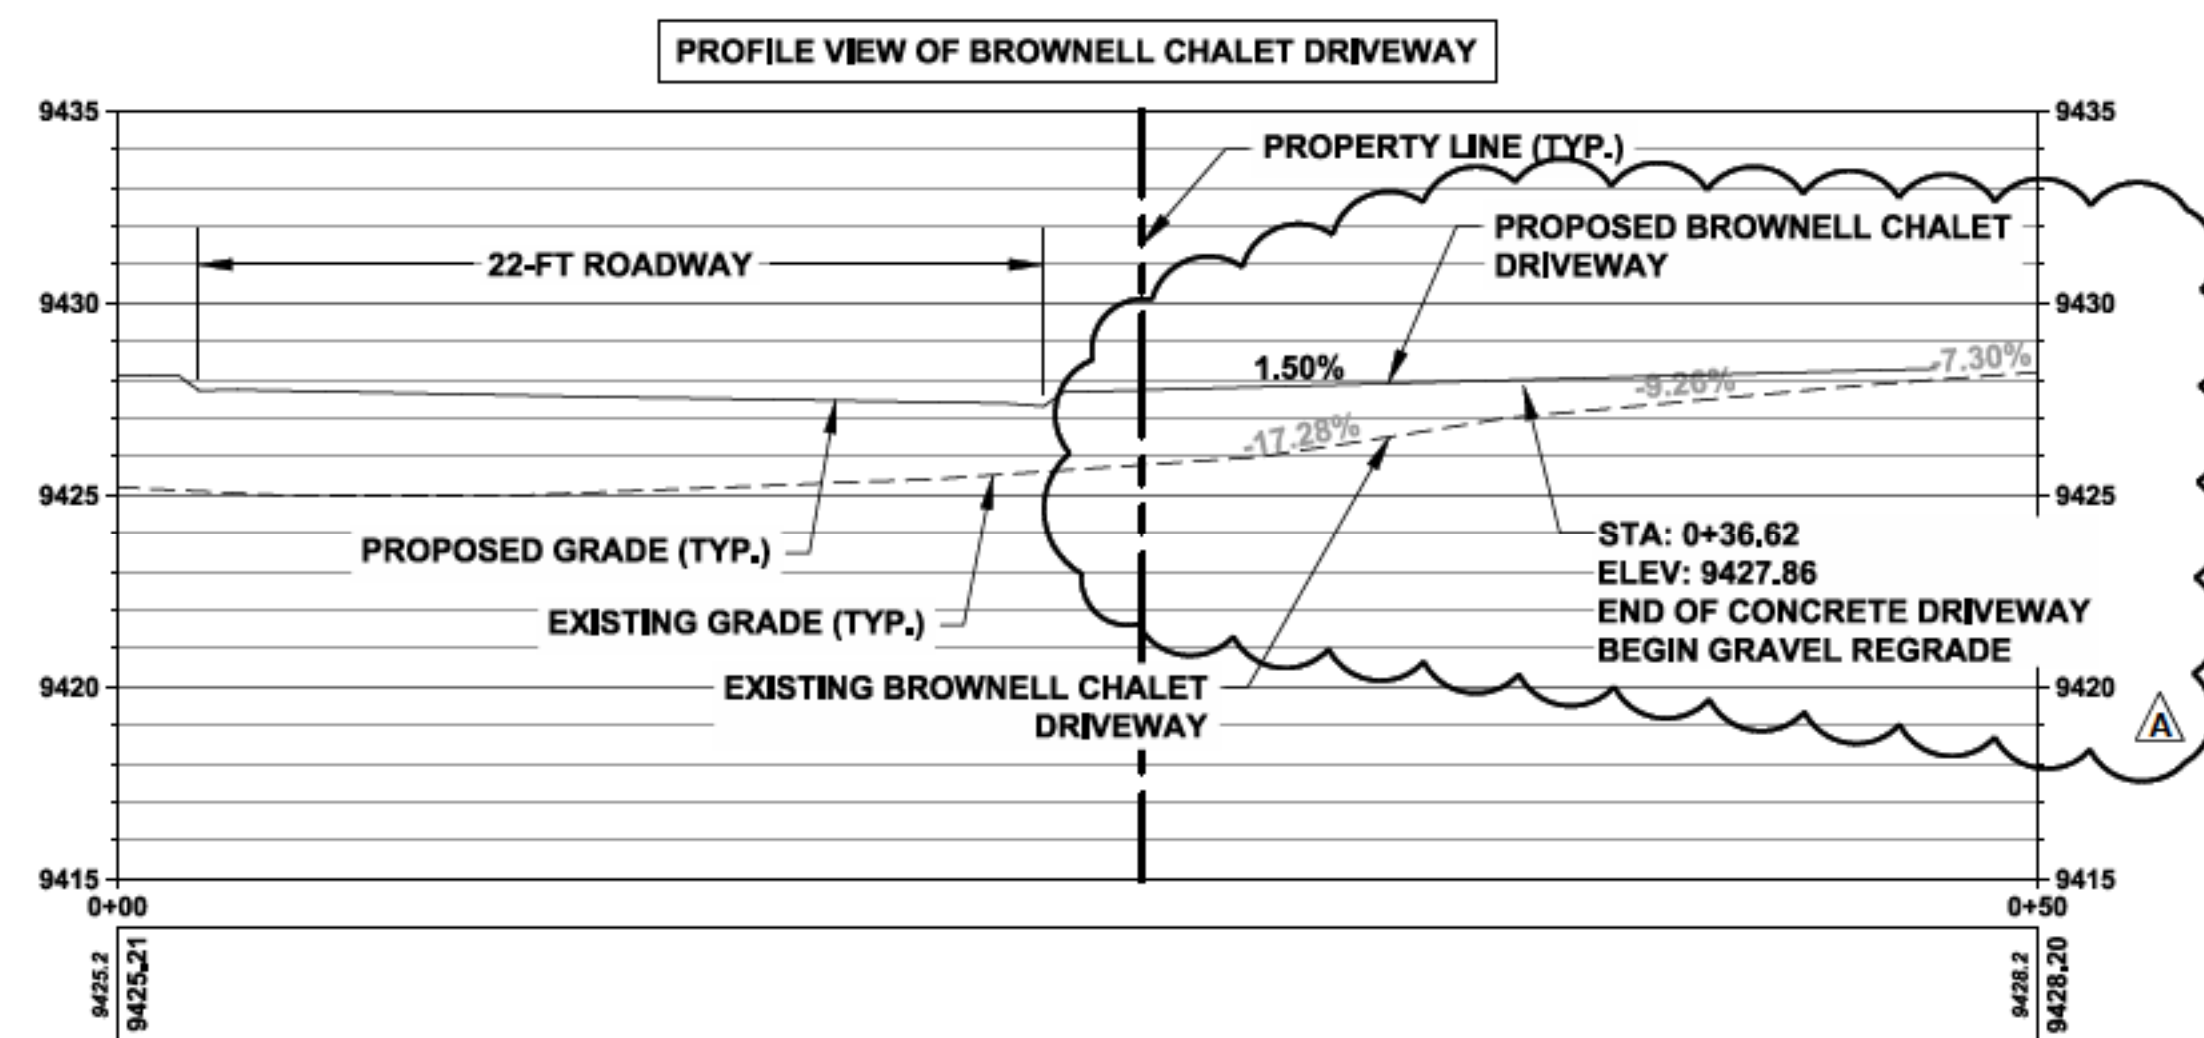 PROFILE VIEW OF BROWNELL CHALET DRIVEWAY
9435
9435
PROPERTY LINE (TYP.)
PROPOSED BROWNELL CHALET
DRIVEWAY
22-FT ROADWAY
9430
9430
1.50%
-7.30%
-9.26%
-17.28%
9425
9425
PROPOSED GRADE (TYP.)
STA: 0+36.62
ELEV: 9427.86
END OF CONCRETE DRIVEWAY
BEGIN GRAVEL REGRADE
EXISTING GRADE (TYP.)
9420
EXISTING BROWNELL CHALET
DRIVEWAY
9420
A
9415
9415
0+00
0+50
9425.2
9425.21
9428.2
9428.20